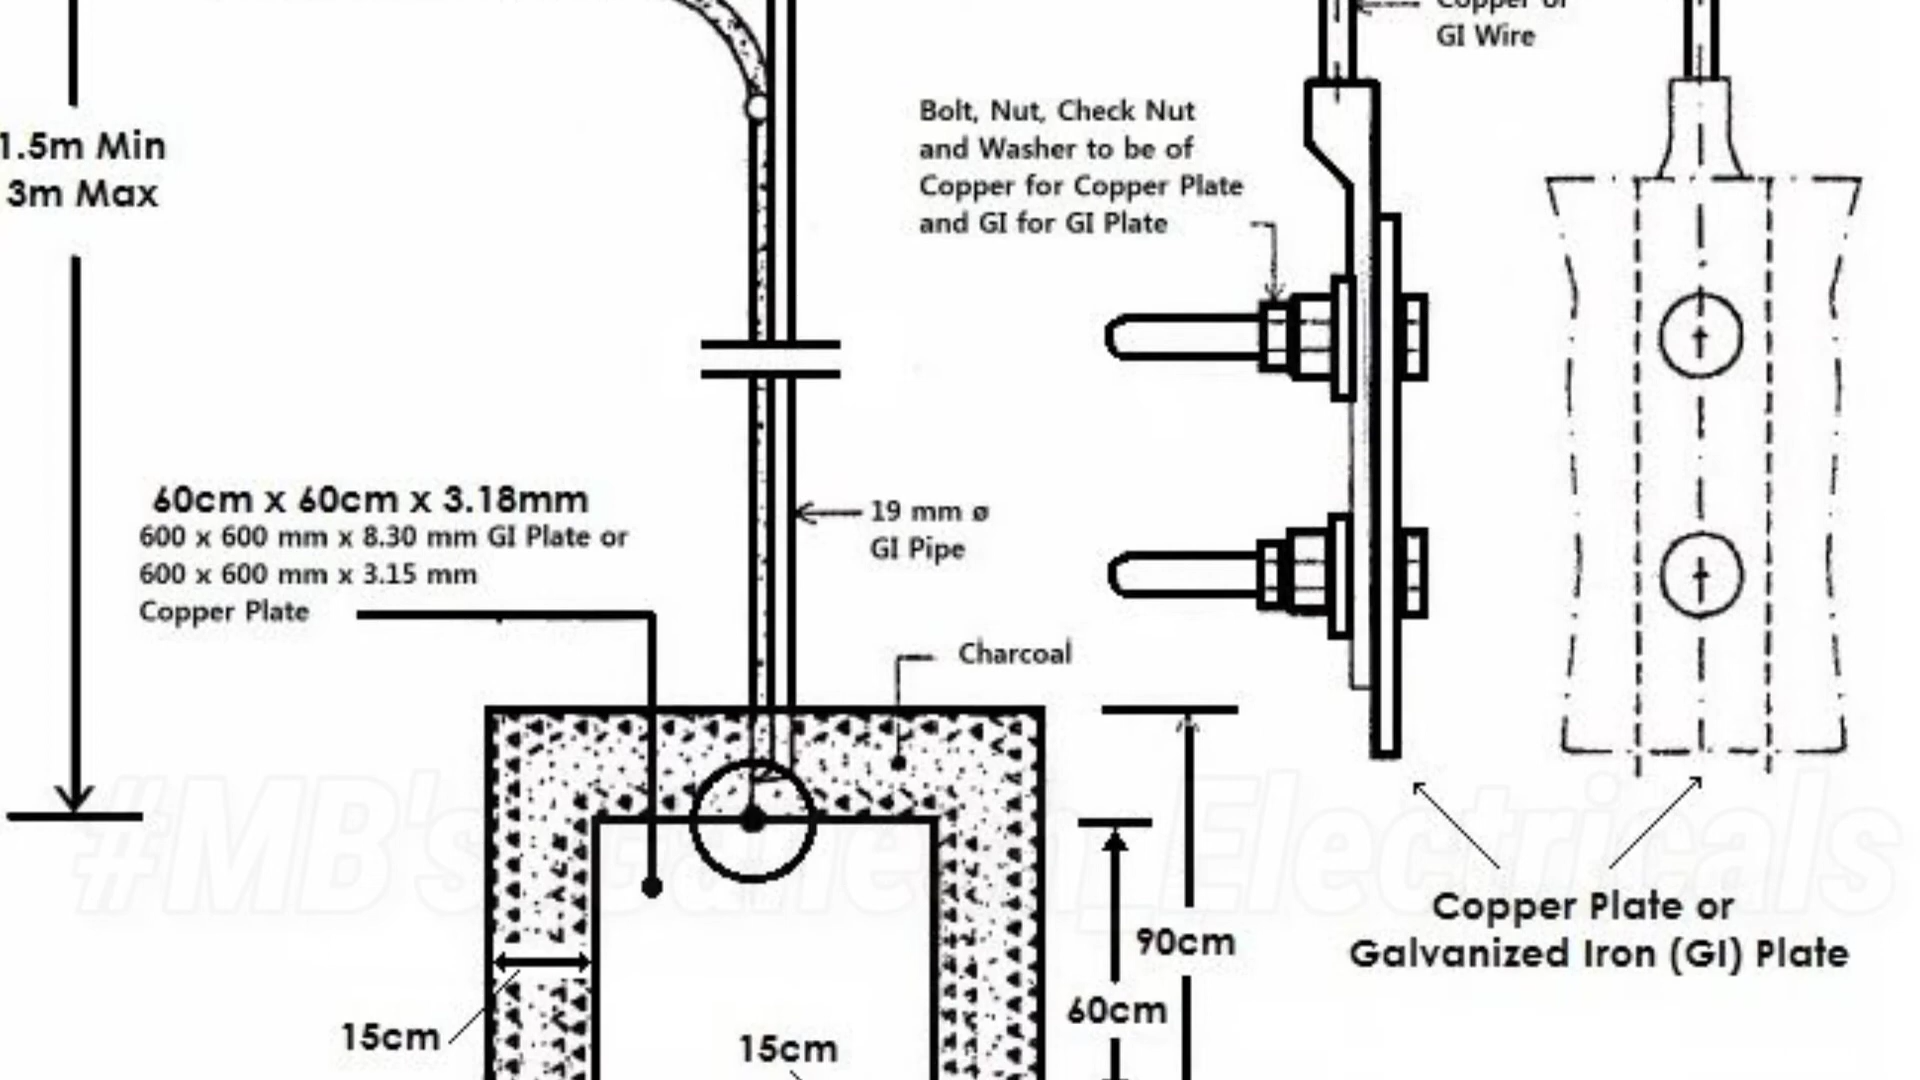 Copper or
GI Wire
Bolt, Nut, Check Nut
and Washer to be of
Copper for Copper Plate
and GI for GI Plate
1.5m Min
3m Max
60cm x 60cm x 3.18mm
600 x 600 mm x 8.30 mm GI Plate or
600 x 600 mm x 3.15 mm
Copper Plate
19 mm ø
GI Pipe
Charcoal
90cm
60cm
15cm
15cm
Copper Plate or
Galvanized Iron (GI) Plate
#MB's Electricals